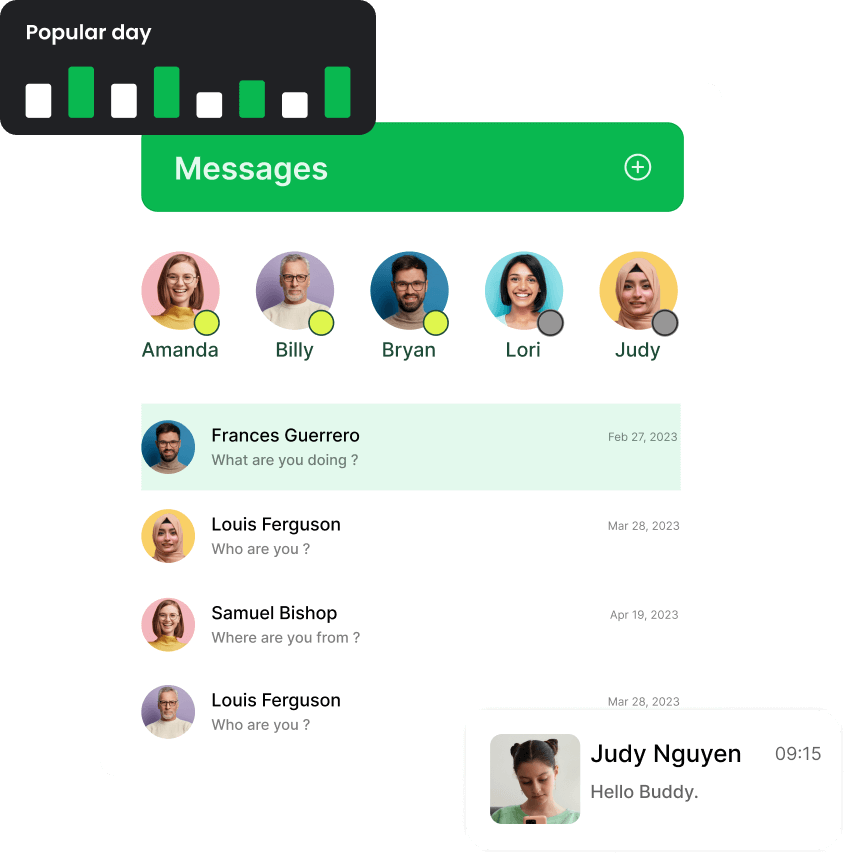 Popular day
Messages
Amanda
Billy
Bryan
Lori
Judy
Frances Guerrero
Feb 27, 2023
What are you doing ?
Louis Ferguson
Mar 28, 2023
Who are you ?
Samuel Bishop
Apr 19, 2023
Where are you from ?
Louis Ferguson
Mar 28, 2023
Who are you ?
Judy Nguyen
09:15
Hello Buddy.